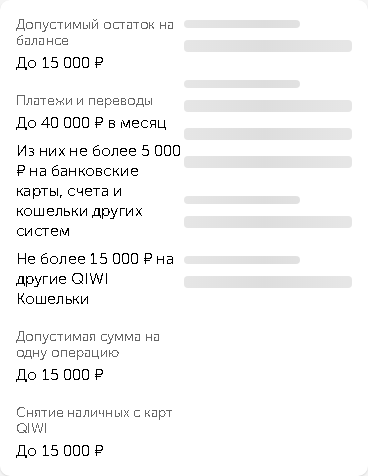 Допустимый остаток на
балансе
До 15 000 ₽
Платежи и переводы
До 40 000 ₽ в месяц
Из них не более 5 000
₽ на банковские
карты, счета и
кошельки других
систем
Не более 15 000 ₽ на
другие QIWI
Кошельки
Допустимая сумма на
одну операцию
До 15 000 ₽
Снятие наличных с карт
QIWI
До 15 000 ₽